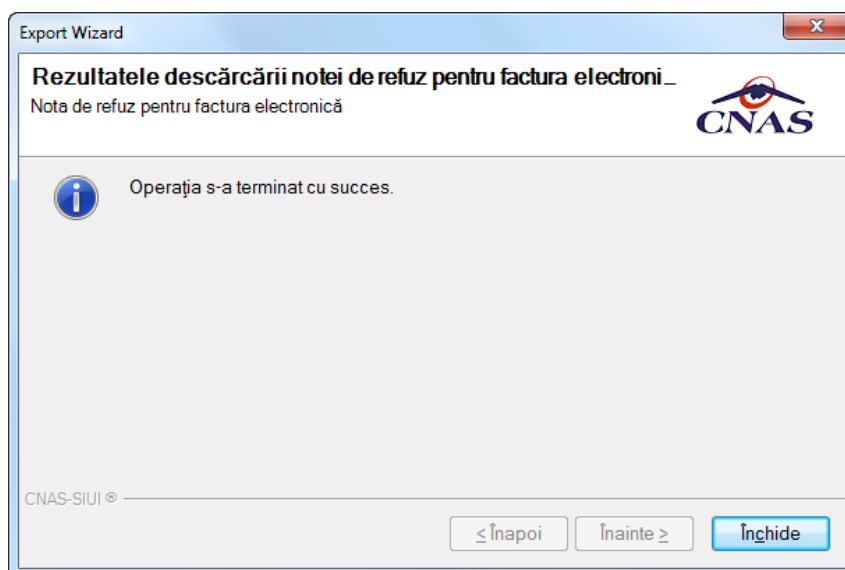 Export Wizard
Rezultatele descărcării notei de refuz pentru factura electroni_
Nota de refuz pentru factura electronică
CNAS
Operaţia s-a terminat cu succes.
CNAS-SIUI ®
< Înapoi
Înainte >
Închide